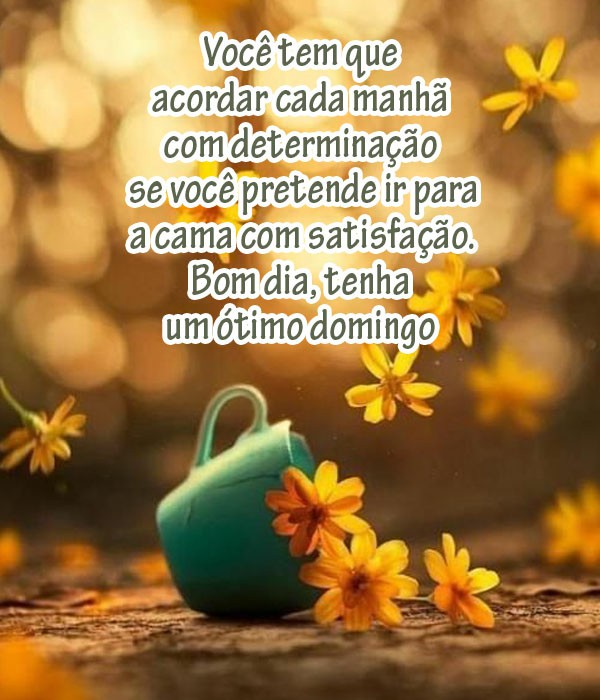 Você tem que
acordar cada manhã
com determinação
se você pretende ir para
a cama com satisfação.
Bom dia, tenha
um ótimo domingo